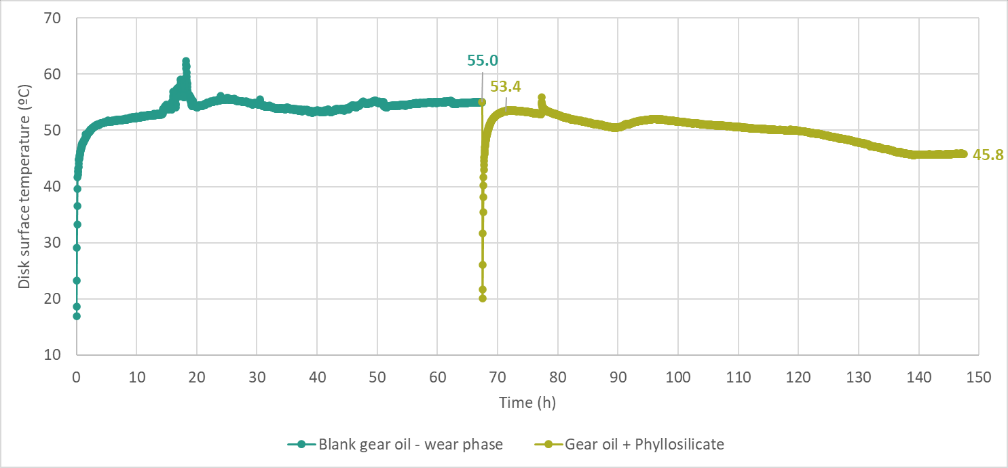 70
60
50
40
30
20
10
Disk surface temperature (ºC)
55.0
53.4
45.8
0 10 20 30 40 50 60 70 80 90 100 110 120 130 140 150
Time (h)
Blank gear oil - wear phase Gear oil + Phyllosilicate